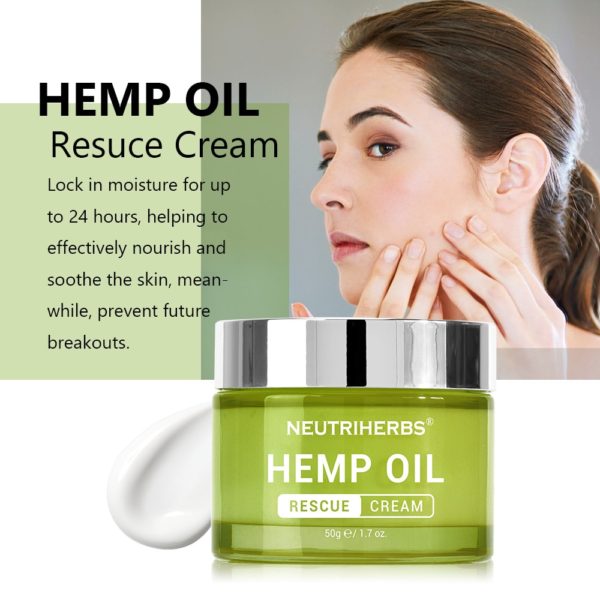 HEMP OIL
Resuce Cream
Lock in moisture for up
to 24 hours, helping to
effectively nourish and
soothe the skin, mean-
while, prevent future
breakouts.
NEUTRIHERBS®
HEMP OIL
RESCUE CREAM
50g ℮/ 1.7 oz.